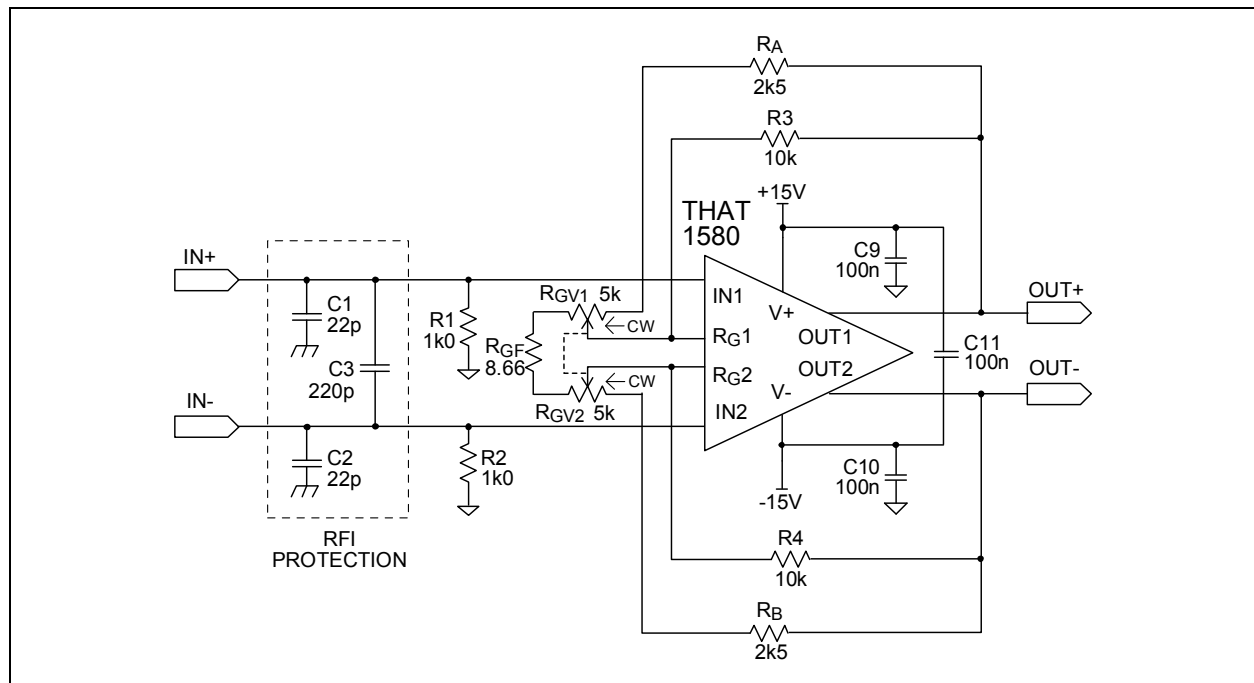 RA
2k5
R3
10k
+15V
THAT
1580
IN+
C9
100n
RGV1 5k
CW
IN1
V+
OUT+
C1
22p
R1
1k0
RG1
OUT1
RGF
8.66
C11
100n
C3
220p
RG2
OUT2
CW
V-
OUT-
IN-
RGV2 5k
IN2
C2
22p
R2
1k0
C10
100n
-15V
RFI
PROTECTION
R4
10k
RB
2k5